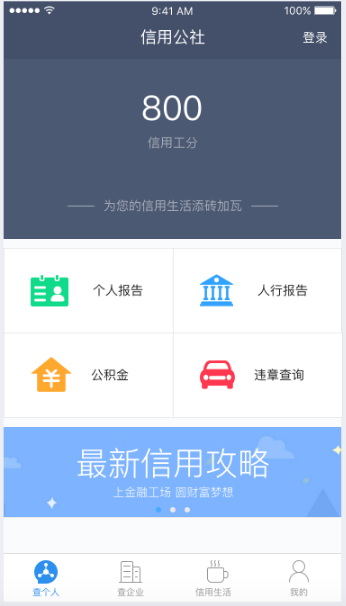 9:41 AM 100%
信用公社 登录
800
信用工分
为您的信用生活添砖加瓦
个人报告 人行报告
公积金 违章查询
最新信用攻略
上金融工场 圆财富梦想
查个人 查企业 信用生活 我的